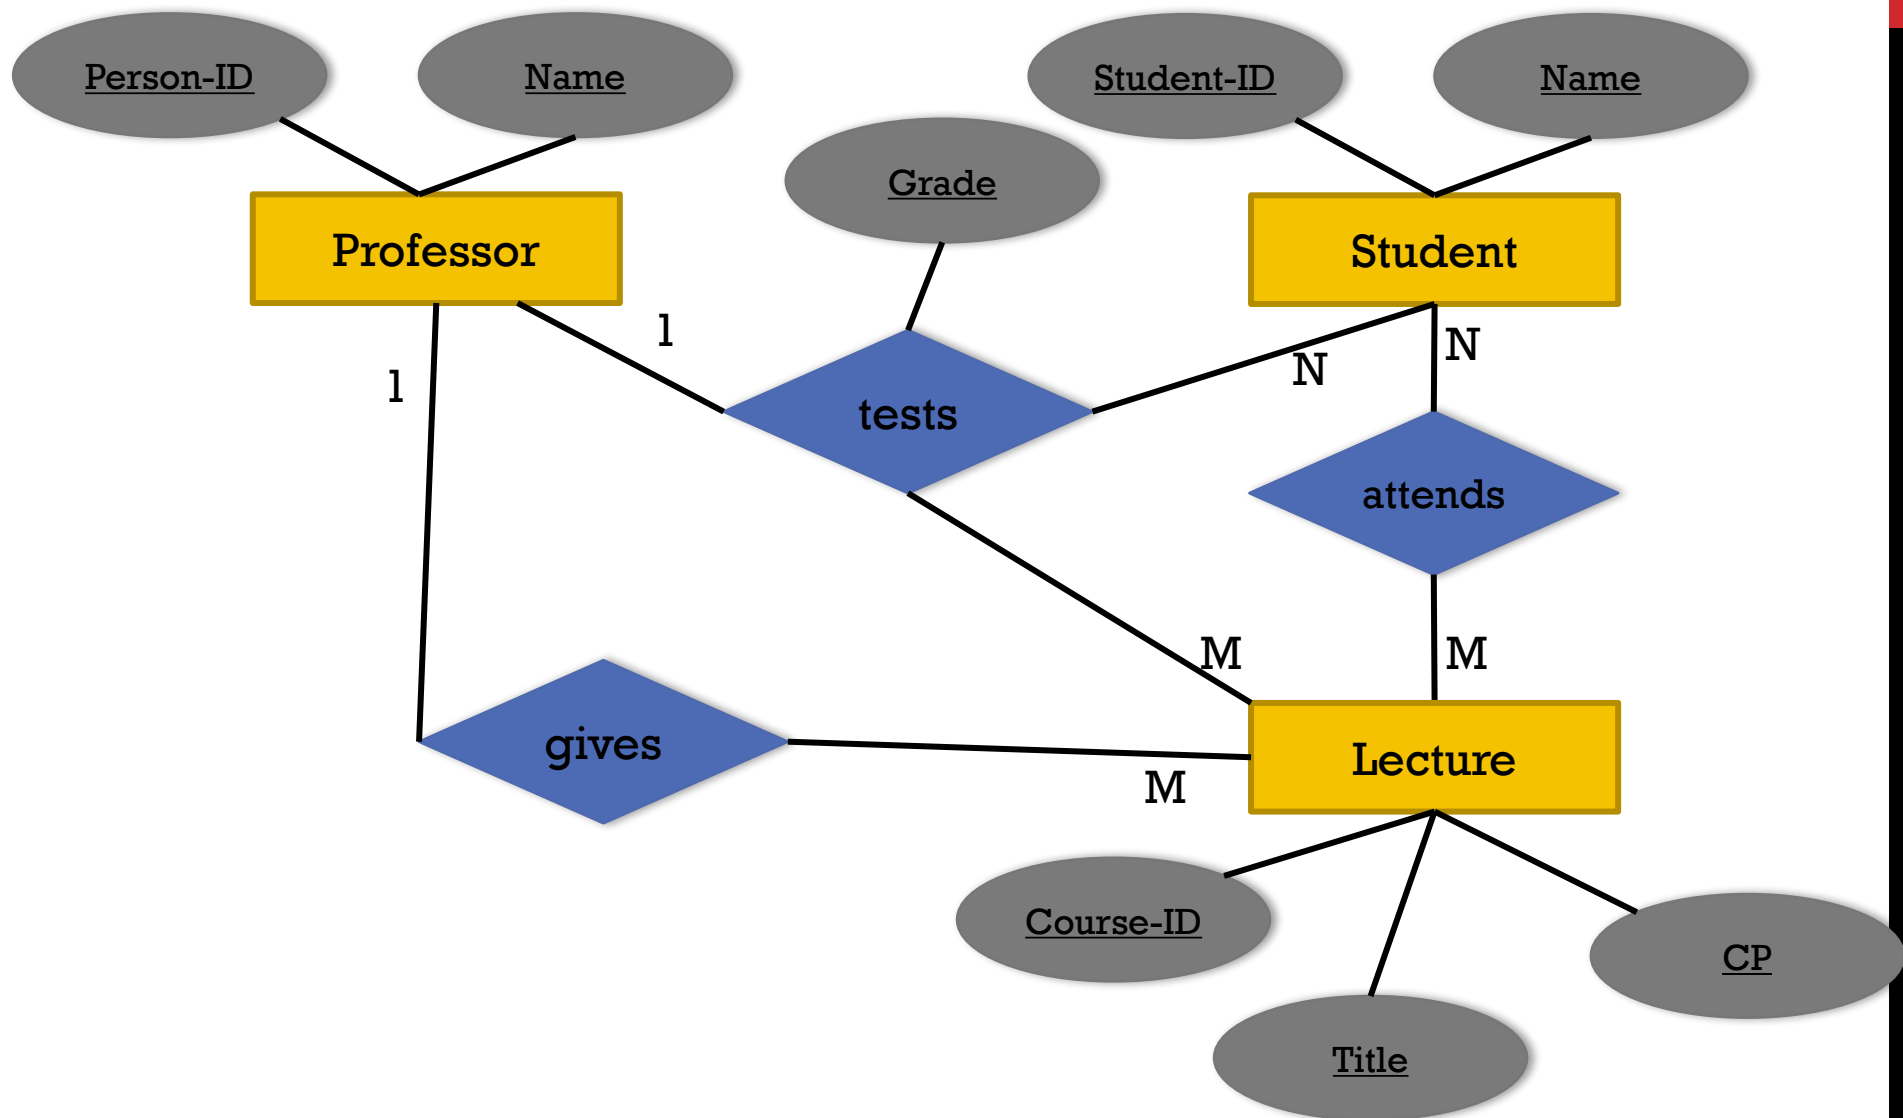 Person-ID
Name
Student-ID
Name
Grade
Professor
Student
1
N
N
1
tests
attends
M
M
gives
Lecture
M
Course-ID
CP
Title